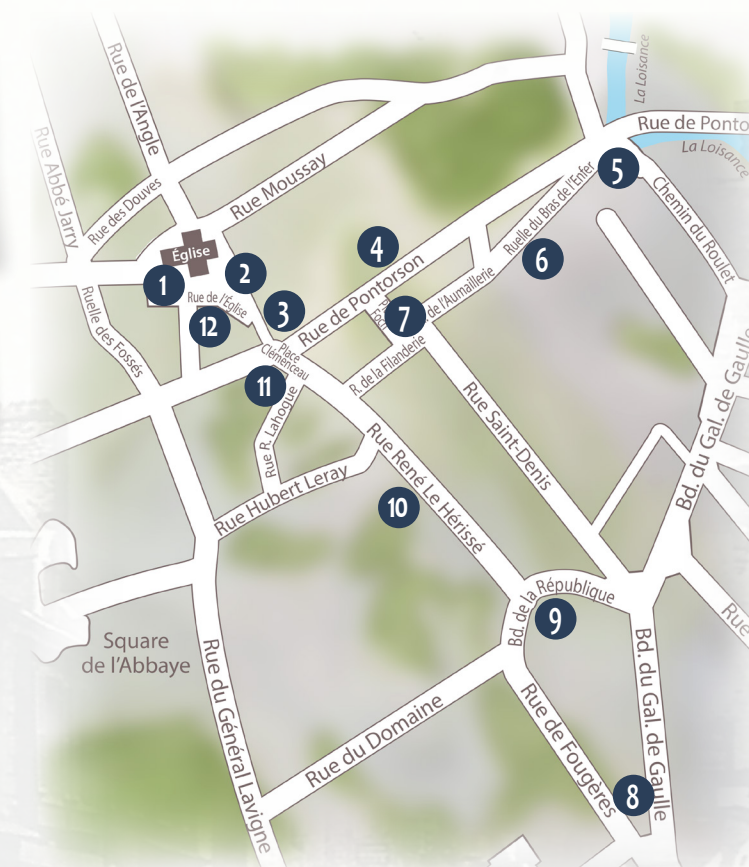 La Loisance
Rue de l'Angle
Rue de Ponto
La Loisance
Rue Abbé Jarry
Rue Moussay
5
Rue des Douves
Ruelle du Bras de l'Enfer
Chemin du Roulet
Église
4
6
1
2
Rue de l'Église
3
Rue de Pontorson
7
de l'Aumaillerie
12
Ruelle des Fossés
Place
Clémenceau
R. de la Filanderie
11
Rue R. Lahogue
Rue Saint-Denis
Bd. du Gal. de Gaulle
Rue Hubert Leray
Rue René Le Hérissé
10
Bd. de la République
9
Rue
Square
de l'Abbaye
Rue du Général Lavigne
Bd. du Gal. de Gaulle
Rue du Domaine
Rue de Fougères
8